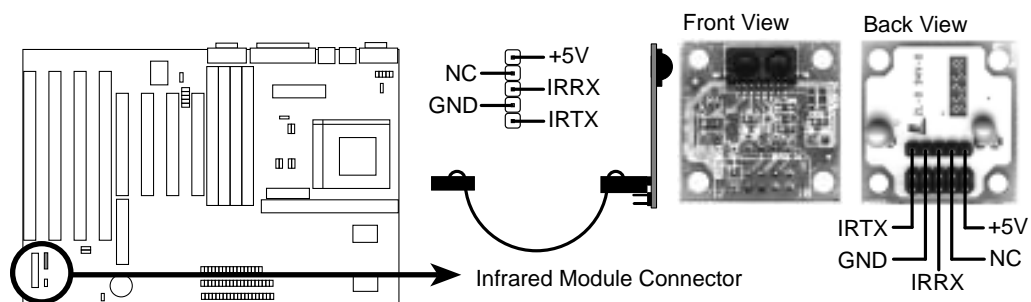 Front View
Back View
+5V
NC
IRRX
GND
IRTX
IRTX
+5V
GND
NC
IRRX
Infrared Module Connector